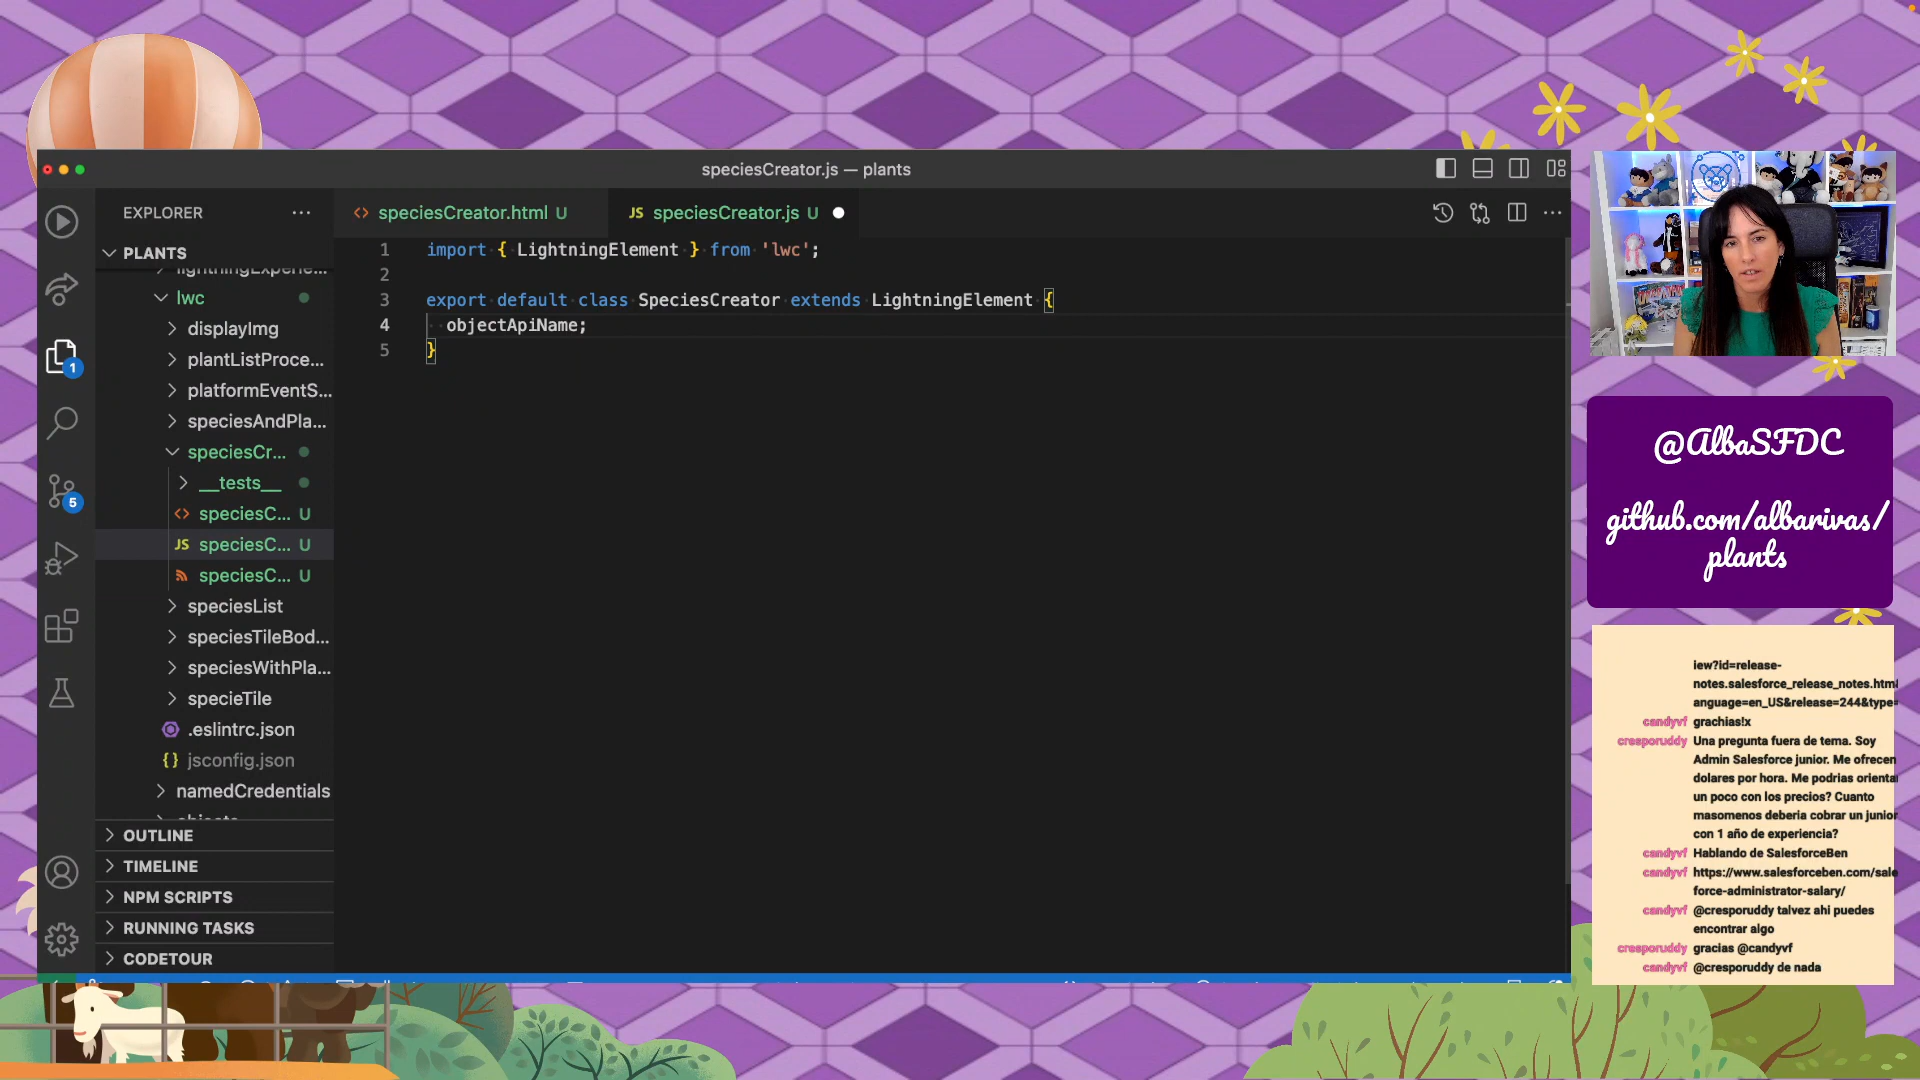 speciesCreator.js — plants
EXPLORER
speciesCreator.html U
JS speciesCreator.js U
PLANTS
lightningExperie...
lwc
displayImg
plantListProce...
platformEventS...
speciesAndPla...
speciesCr...
__tests__
speciesC... U
JS speciesC... U
speciesC... U
speciesList
speciesTileBod...
speciesWithPla...
specieTile
.eslintrc.json
{} jsconfig.json
namedCredentials
objects
OUTLINE
TIMELINE
NPM SCRIPTS
RUNNING TASKS
CODETOUR
1
5
1 import { LightningElement } from 'lwc';
2
3 export default class SpeciesCreator extends LightningElement {
4 objectApiName;
5 }
@AlbaSFDC
github.com/albarivas/
plants
iew?id=release-
notes.salesforce_release_notes.htm&
anguage=en_US&release=244&type=
candyvf grachias!x
cresporuddy Una pregunta fuera de tema. Soy
Admin Salesforce junior. Me ofrecen
dolares por hora. Me podrias orienta
un poco con los precios? Cuanto
masomenos deberia cobrar un junior
con 1 año de experiencia?
candyvf Hablando de SalesforceBen
candyvf https://www.salesforceben.com/sale
force-administrator-salary/
candyvf @cresporuddy talvez ahi puedes
encontrar algo
cresporuddy gracias @candyvf
candyvf @cresporuddy de nada